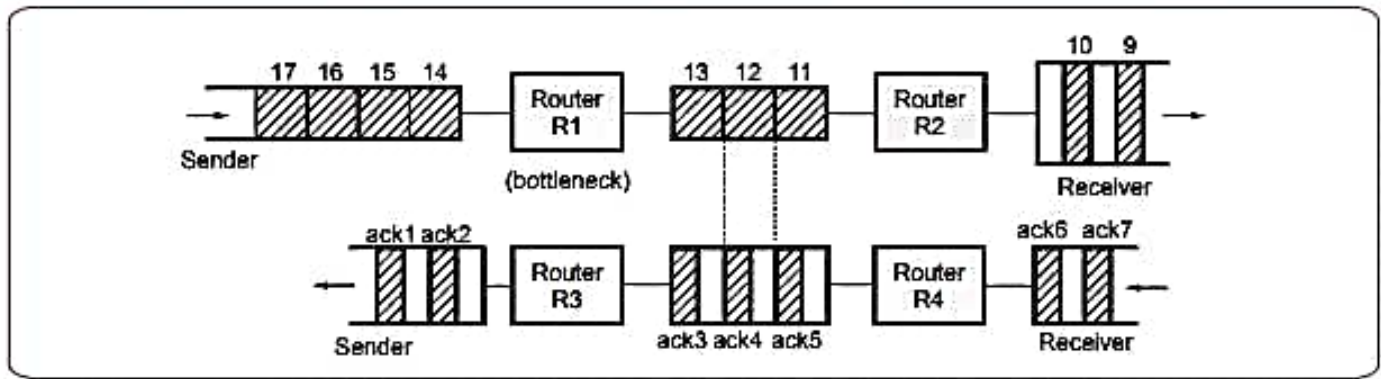 17 16 15 14
13 12 11
10 9
Router
R1
Router
R2
Sender
(bottleneck)
Receiver
ack1 ack2
ack6 ack7
Router
R3
Router
R4
ack3 ack4 ack5
Sender
Receiver